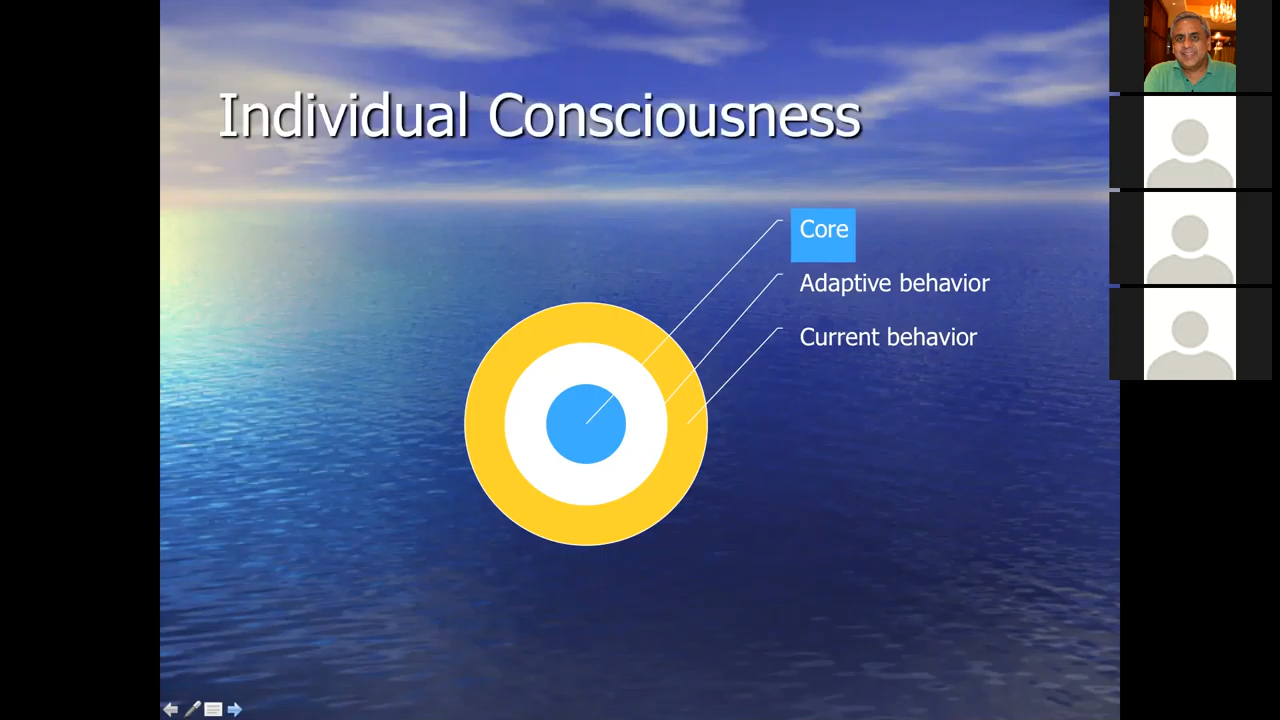 Individual Consciousness
Core
Adaptive behavior
Current behavior